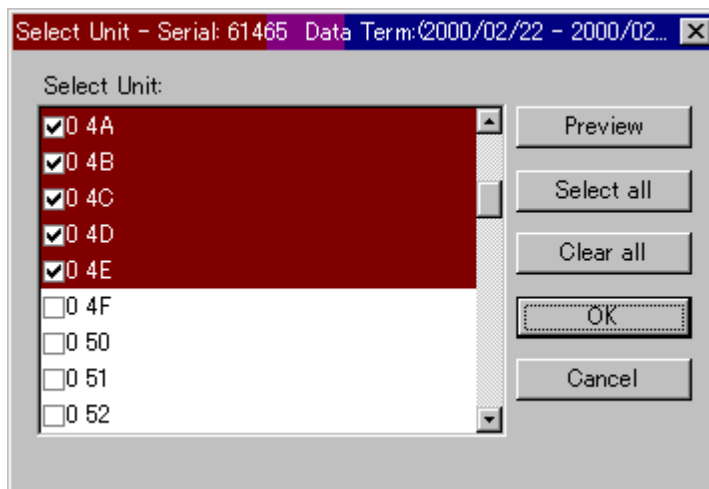 Select Unit - Serial: 61465 Data Term:(2000/02/22 - 2000/02...
Select Unit:
0 4A
0 4B
0 4C
0 4D
0 4E
0 4F
0 50
0 51
0 52
Preview
Select all
Clear all
OK
Cancel